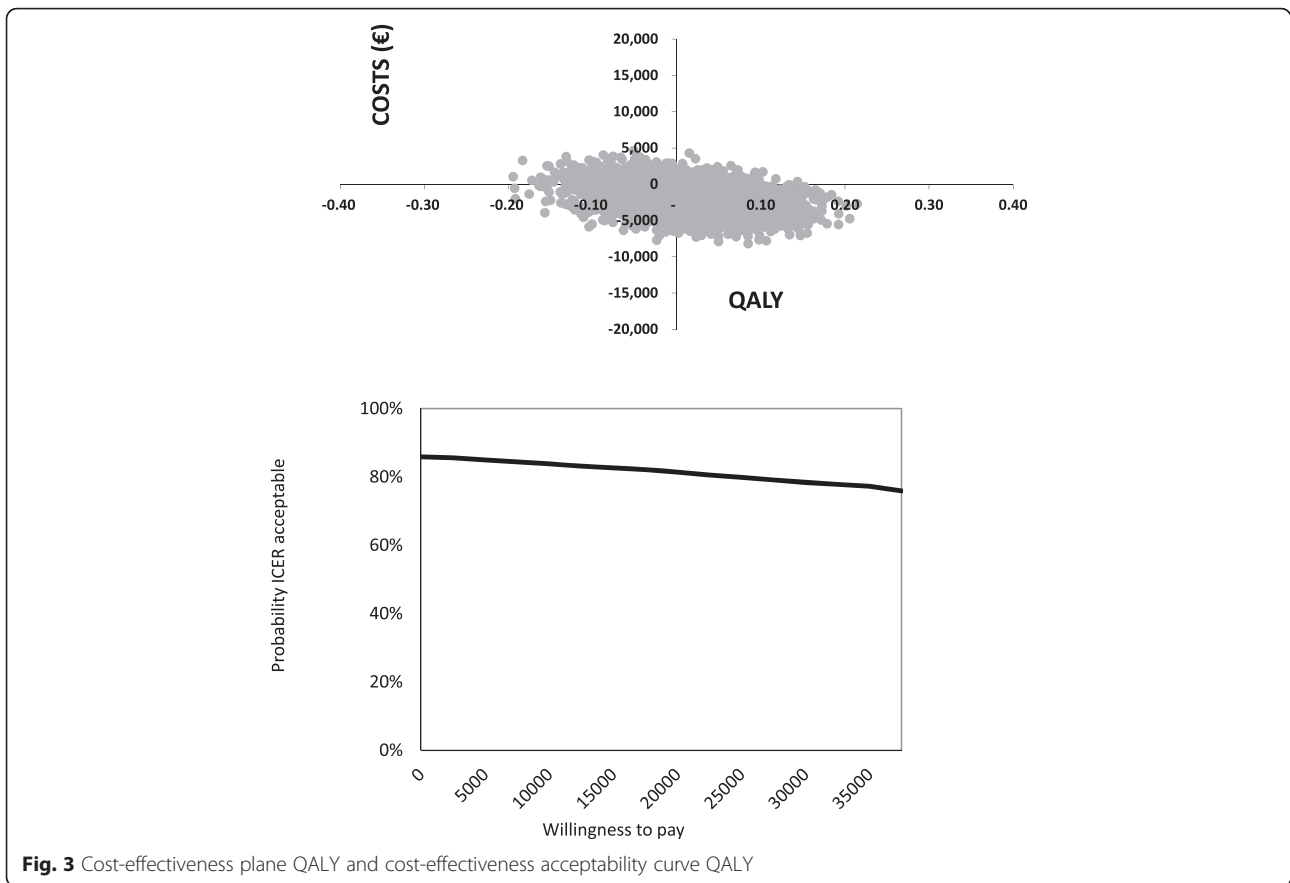 COSTS (€)
20,000
15,000
10,000
5,000
0
-0.40 -0.30 -0.20 -0.10 - 0.10 0.20 0.30 0.40
-5,000
-10,000
-15,000
QALY
-20,000
100%
80%
60%
40%
20%
0%
Probability ICER acceptable
0 5000 10000 15000 20000 25000 30000 35000
Willingness to pay
Fig. 3 Cost-effectiveness plane QALY and cost-effectiveness acceptability curve QALY